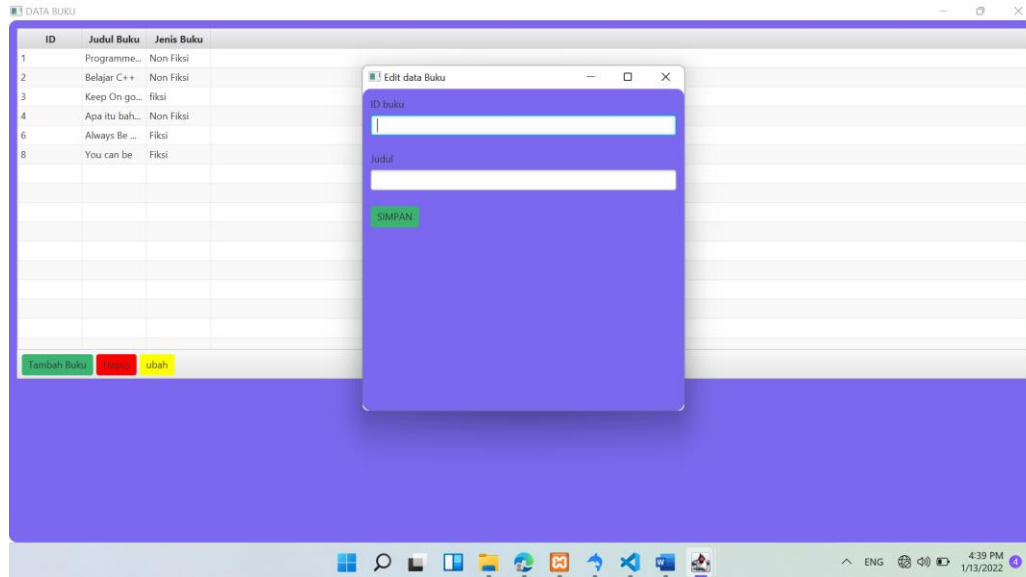 DATA BUKU
ID Judul Buku Jenis Buku
1 Programme... Non Fiksi
2 Belajar C++ Non Fiksi
3 Keep On go... fiksi
4 Apa itu bah... Non Fiksi
6 Always Be ... Fiksi
8 You can be Fiksi
Edit data Buku
ID buku
Judul
SIMPAN
Tambah Buku Hapus ubah
ENG 4:39 PM
1/13/2022 4